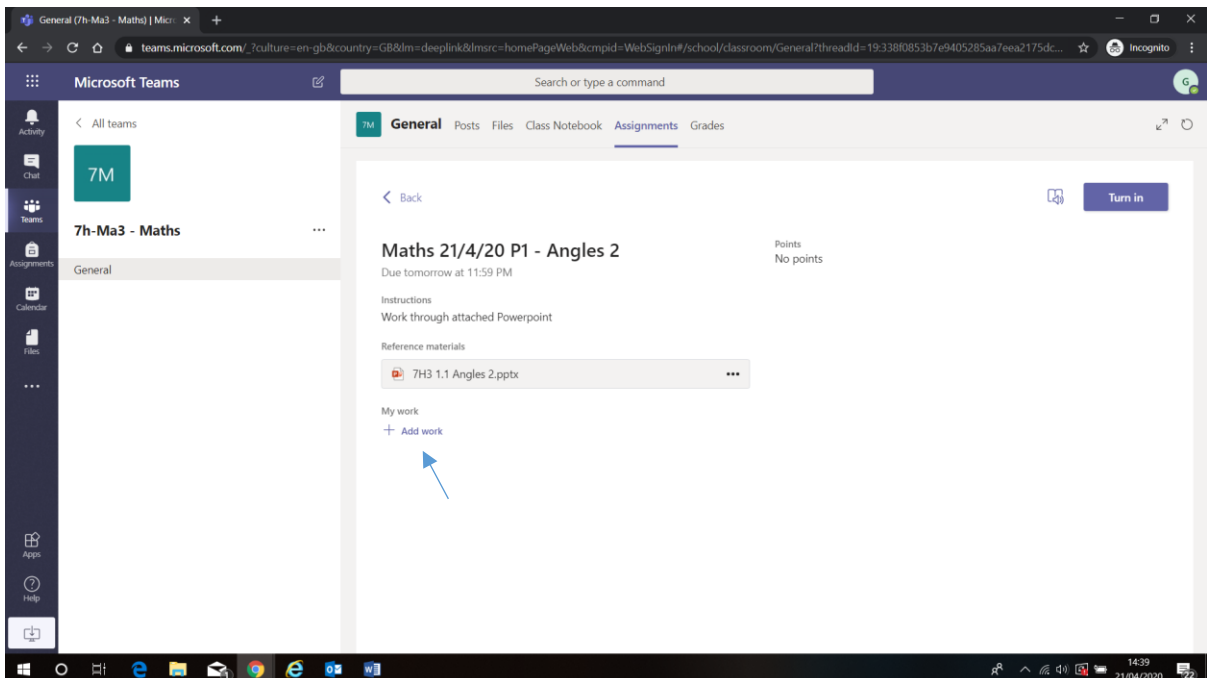 General (7h-Ma3 - Maths) | Micr
teams.microsoft.com/_?culture=en-gb&country=GB&lm=deeplink&lmsrc=homePageWeb&cmpid=WebSignIn#/school/classroom/General?threadId=19:338f0853b7e9405285aa7eea2175dc...
Incognito
Microsoft Teams
Search or type a command
G
Activity
Chat
Teams
Assignments
Calendar
Files
Apps
Help
All teams
7M
7h-Ma3 - Maths
General
7M General Posts Files Class Notebook Assignments Grades
Back
Turn in
Maths 21/4/20 P1 - Angles 2
Due tomorrow at 11:59 PM
Points
No points
Instructions
Work through attached Powerpoint
Reference materials
7H3 1.1 Angles 2.pptx
My work
+ Add work
14:39
21/04/2020
22